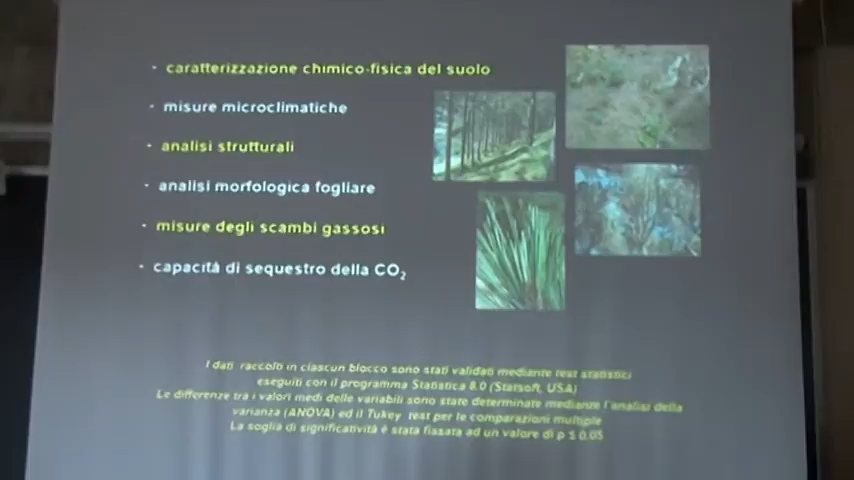 - caratterizzazione chimico-fisica del suolo
- misure microclimatiche
- analisi strutturali
- analisi morfologica fogliare
- misure degli scambi gassosi
- capacità di sequestro della CO₂
I dati raccolti in ciascun blocco sono stati validati mediante test statistici
eseguiti con il programma Statistica 8.0 (Statsoft, USA)
Le differenze tra i valori medi delle variabili sono state determinate mediante l'analisi della
varianza (ANOVA) ed il Tukey test per le comparazioni multiple
La soglia di significatività è stata fissata ad un valore di p ≤ 0.05